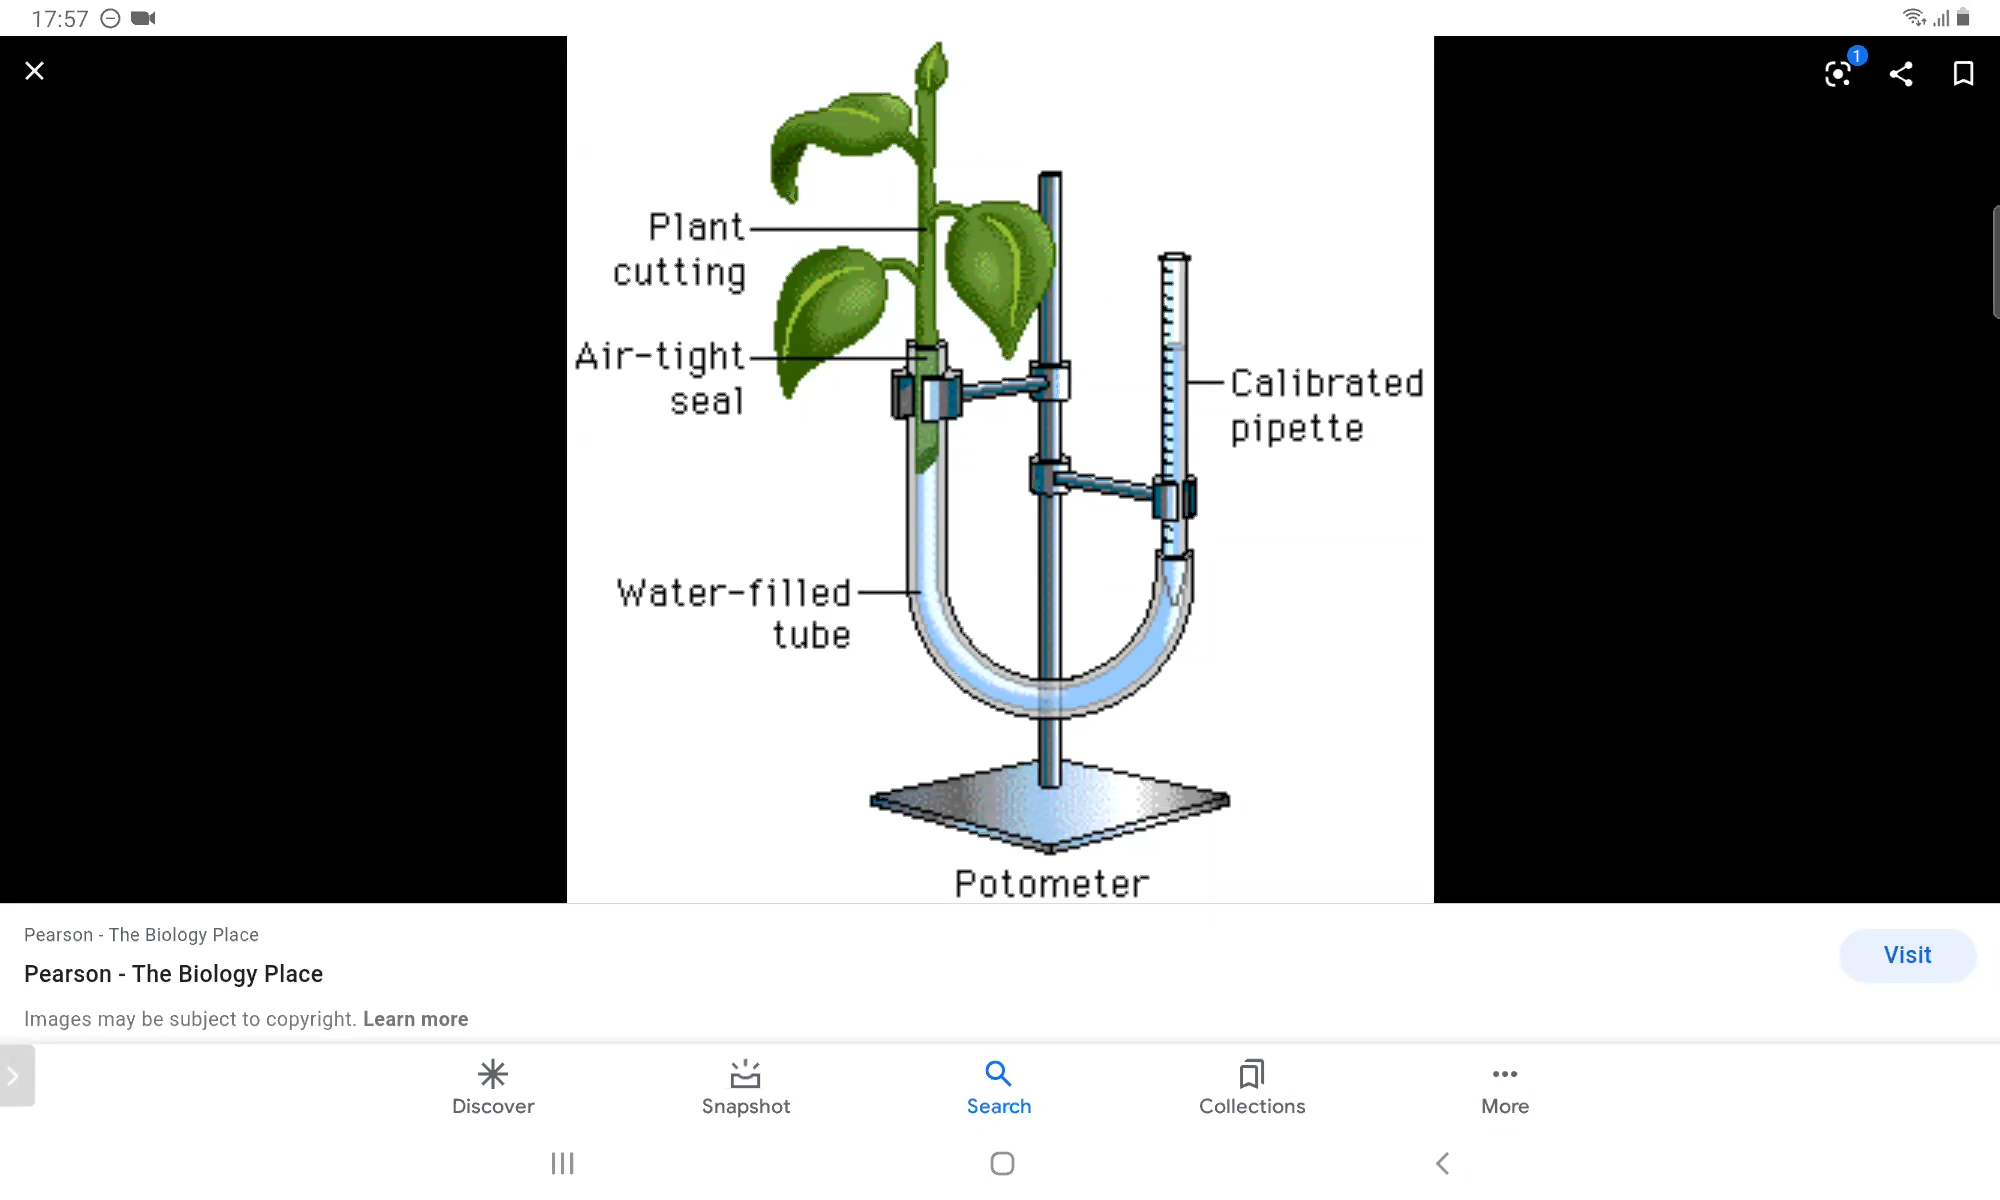 17:57
1
Plant
cutting
Air-tight
seal
Calibrated
pipette
Water-filled
tube
Potometer
Pearson - The Biology Place
Pearson - The Biology Place
Visit
Images may be subject to copyright. Learn more
Discover
Snapshot
Search
Collections
More